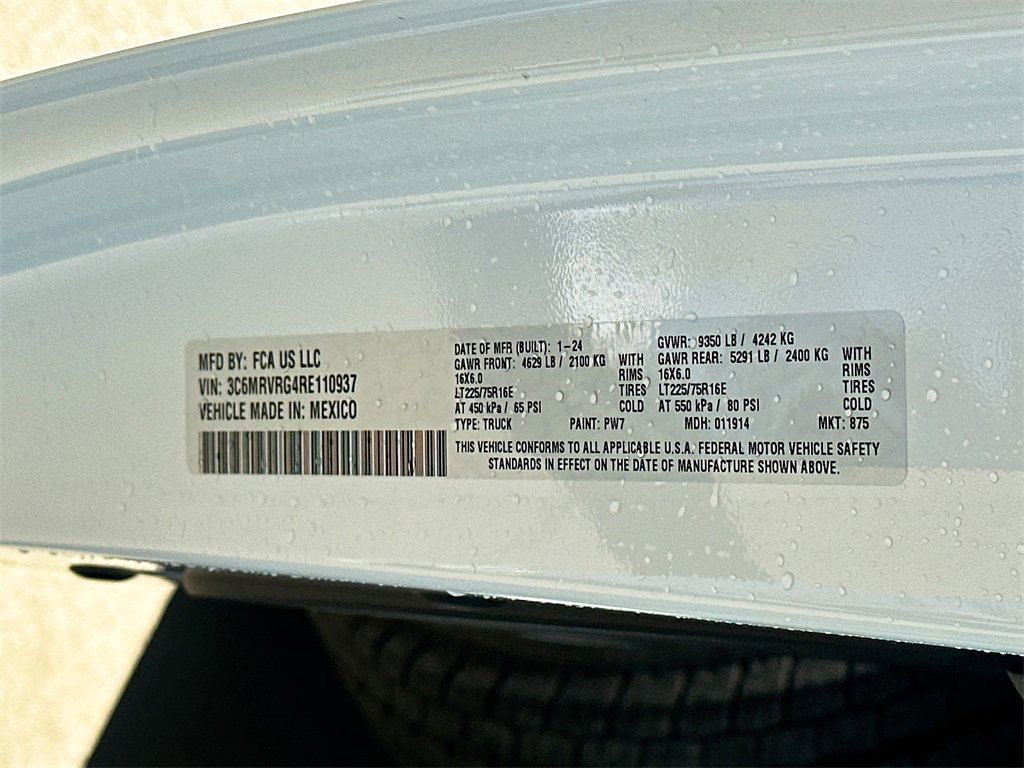 MFD BY: FCA US LLC
VIN: 3C6MRVRG4RE110937
VEHICLE MADE IN: MEXICO
DATE OF MFR (BUILT): 1-24
GAWR FRONT: 4629 LB / 2100 KG WITH
16X6.0 RIMS
LT225/75R16E TIRES
AT 450 kPa / 65 PSI COLD
GVWR: 9350 LB / 4242 KG
GAWR REAR: 5291 LB / 2400 KG WITH
16X6.0 RIMS
LT225/75R16E TIRES
AT 550 kPa / 80 PSI COLD
TYPE: TRUCK PAINT: PW7 MDH: 011914 MKT: 875
THIS VEHICLE CONFORMS TO ALL APPLICABLE U.S.A. FEDERAL MOTOR VEHICLE SAFETY
STANDARDS IN EFFECT ON THE DATE OF MANUFACTURE SHOWN ABOVE.